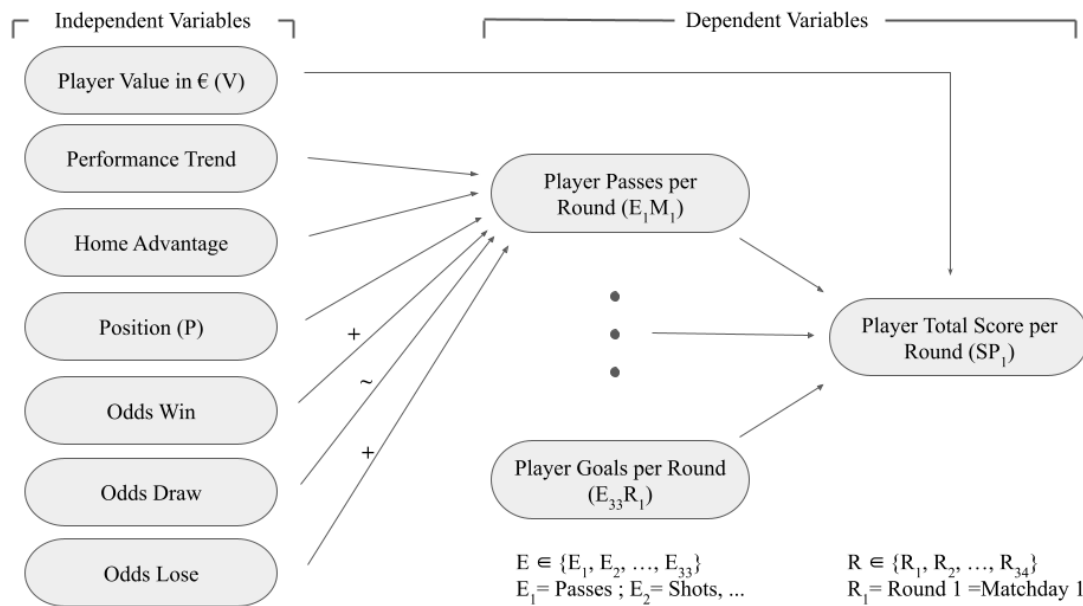 Independent Variables
Dependent Variables
Player Value in € (V)
Performance Trend
Home Advantage
Position (P)
Odds Win
Odds Draw
Odds Lose
+
~
+
Player Passes per
Round (E₁M₁)
Player Goals per Round
(E₃₃R₁)
Player Total Score per
Round (SP₁)
E ∈ {E₁, E₂, …, E₃₃}
E₁= Passes ; E₂= Shots, ...
R ∈ {R₁, R₂, …, R₃₄}
R₁= Round 1 =Matchday 1